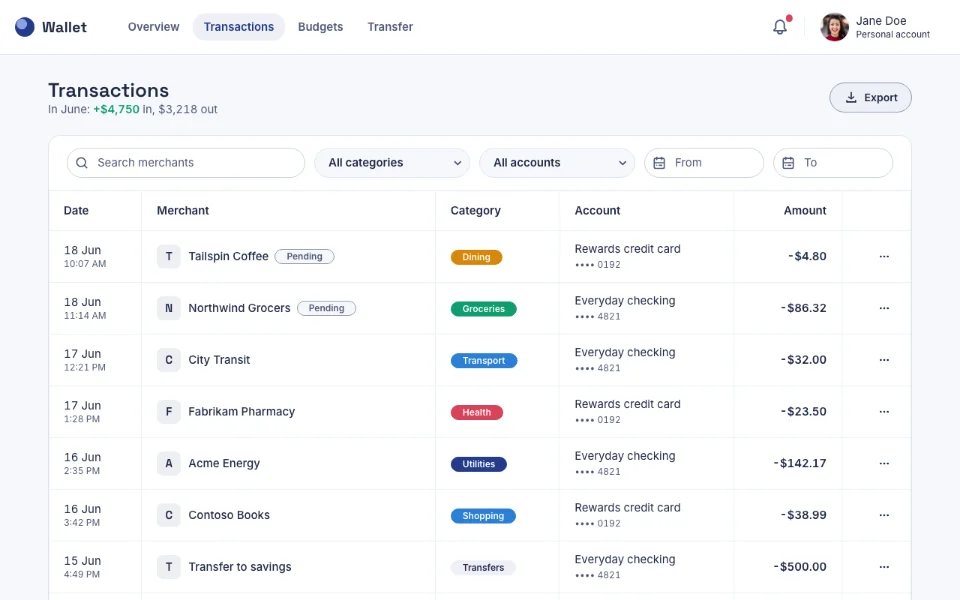 Wallet Overview Transactions Budgets Transfer
Jane Doe
Personal account
Transactions
In June: +$4,750 in, $3,218 out
Export
Search merchants All categories All accounts From To
Date Merchant Category Account Amount
18 Jun
10:07 AM
T Tailspin Coffee Pending
Dining
Rewards credit card
•••• 0192
-$4.80 ···
18 Jun
11:14 AM
N Northwind Grocers Pending
Groceries
Everyday checking
•••• 4821
-$86.32 ···
17 Jun
12:21 PM
C City Transit
Transport
Everyday checking
•••• 4821
-$32.00 ···
17 Jun
1:28 PM
F Fabrikam Pharmacy
Health
Rewards credit card
•••• 0192
-$23.50 ···
16 Jun
2:35 PM
A Acme Energy
Utilities
Everyday checking
•••• 4821
-$142.17 ···
16 Jun
3:42 PM
C Contoso Books
Shopping
Rewards credit card
•••• 0192
-$38.99 ···
15 Jun
4:49 PM
T Transfer to savings
Transfers
Everyday checking
•••• 4821
-$500.00 ···